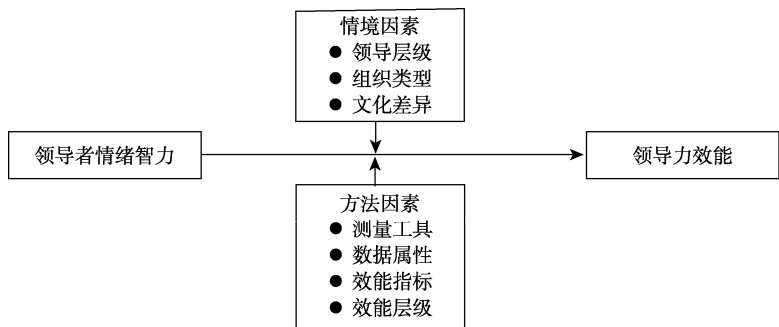 情境因素
● 领导层级
● 组织类型
● 文化差异
领导者情绪智力
领导力效能
方法因素
● 测量工具
● 数据属性
● 效能指标
● 效能层级